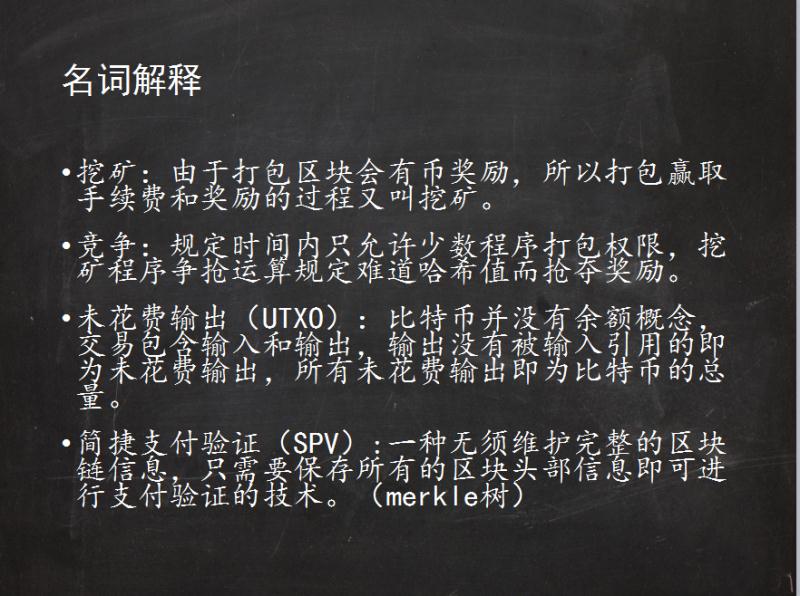 名词解释
•挖矿：由于打包区块会有币奖励，所以打包赢取
手续费和奖励的过程又叫挖矿。
•竞争：规定时间内只允许少数程序打包权限，挖
矿程序争抢运算规定难道哈希值而抢夺奖励。
•未花费输出（UTXO）：比特币并没有余额概念，
交易包含输入和输出，输出没有被输入引用的即
为未花费输出，所有未花费输出即为比特币的总
量。
•简捷支付验证（SPV）:一种无须维护完整的区块
链信息，只需要保存所有的区块头部信息即可进
行支付验证的技术。（merkle树）